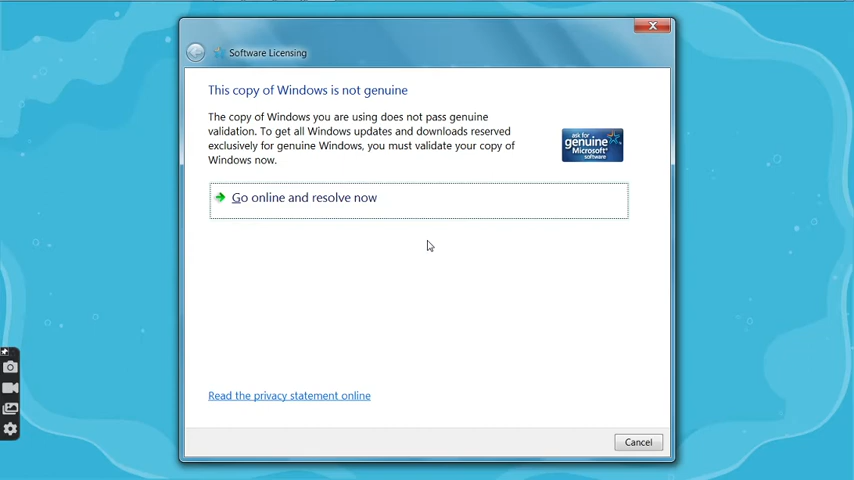 Software Licensing
This copy of Windows is not genuine
The copy of Windows you are using does not pass genuine
validation. To get all Windows updates and downloads reserved
exclusively for genuine Windows, you must validate your copy of
Windows now.
ask for
genuine
Microsoft®
software
Go online and resolve now
Read the privacy statement online
Cancel